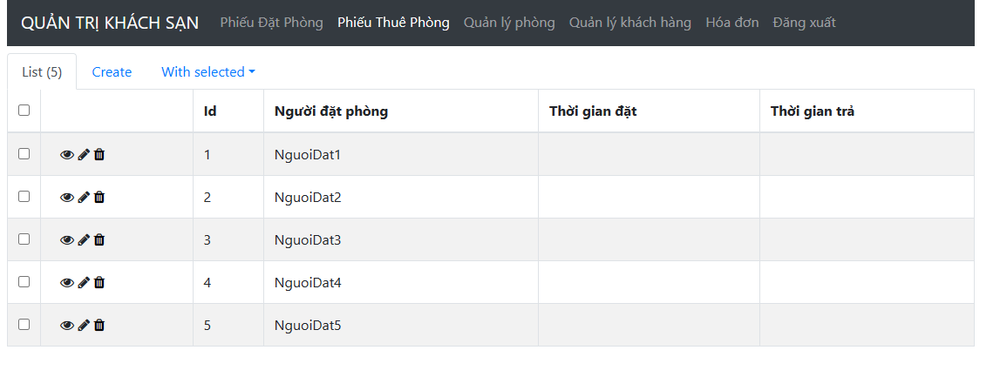 QUẢN TRỊ KHÁCH SẠN Phiếu Đặt Phòng Phiếu Thuê Phòng Quản lý phòng Quản lý khách hàng Hóa đơn Đăng xuất
List (5) Create With selected
Id Người đặt phòng Thời gian đặt Thời gian trả
1 NguoiDat1
2 NguoiDat2
3 NguoiDat3
4 NguoiDat4
5 NguoiDat5